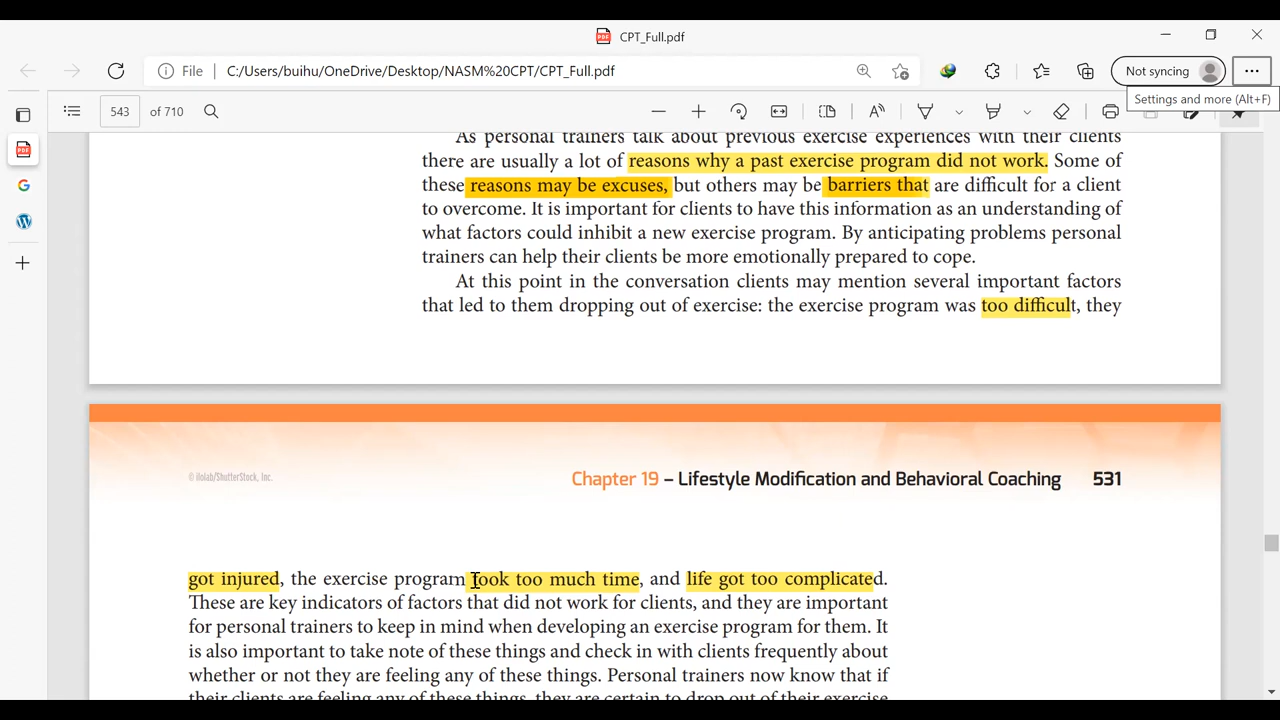 CPT_Full.pdf
File C:/Users/buihu/OneDrive/Desktop/NASM%20CPT/CPT_Full.pdf
Not syncing
Settings and more (Alt+F)
543 of 710
As personal trainers talk about previous exercise experiences with their clients
there are usually a lot of reasons why a past exercise program did not work. Some of
these reasons may be excuses, but others may be barriers that are difficult for a client
to overcome. It is important for clients to have this information as an understanding of
what factors could inhibit a new exercise program. By anticipating problems personal
trainers can help their clients be more emotionally prepared to cope.
At this point in the conversation clients may mention several important factors
that led to them dropping out of exercise: the exercise program was too difficult, they
© ilolab/ShutterStock, Inc.
Chapter 19 – Lifestyle Modification and Behavioral Coaching 531
got injured, the exercise program took too much time, and life got too complicated.
These are key indicators of factors that did not work for clients, and they are important
for personal trainers to keep in mind when developing an exercise program for them. It
is also important to take note of these things and check in with clients frequently about
whether or not they are feeling any of these things. Personal trainers now know that if
their clients are feeling any of these things, they are certain to drop out of their exercise